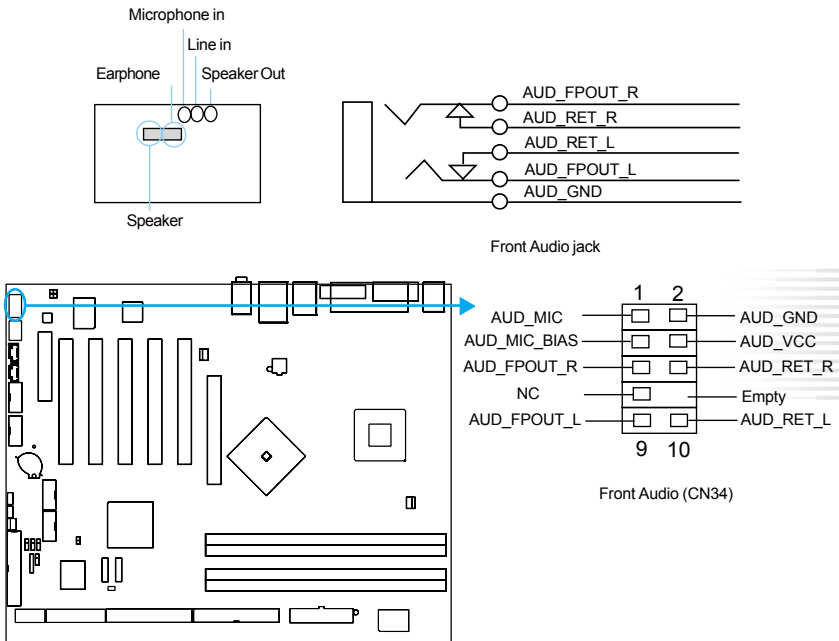 Microphone in
Line in
Earphone
Speaker Out
Speaker
AUD_FPOUT_R
AUD_RET_R
AUD_RET_L
AUD_FPOUT_L
AUD_GND
Front Audio jack
1 2
AUD_MIC
AUD_GND
AUD_MIC_BIAS
AUD_VCC
AUD_FPOUT_R
AUD_RET_R
NC
Empty
AUD_FPOUT_L
AUD_RET_L
9 10
Front Audio (CN34)